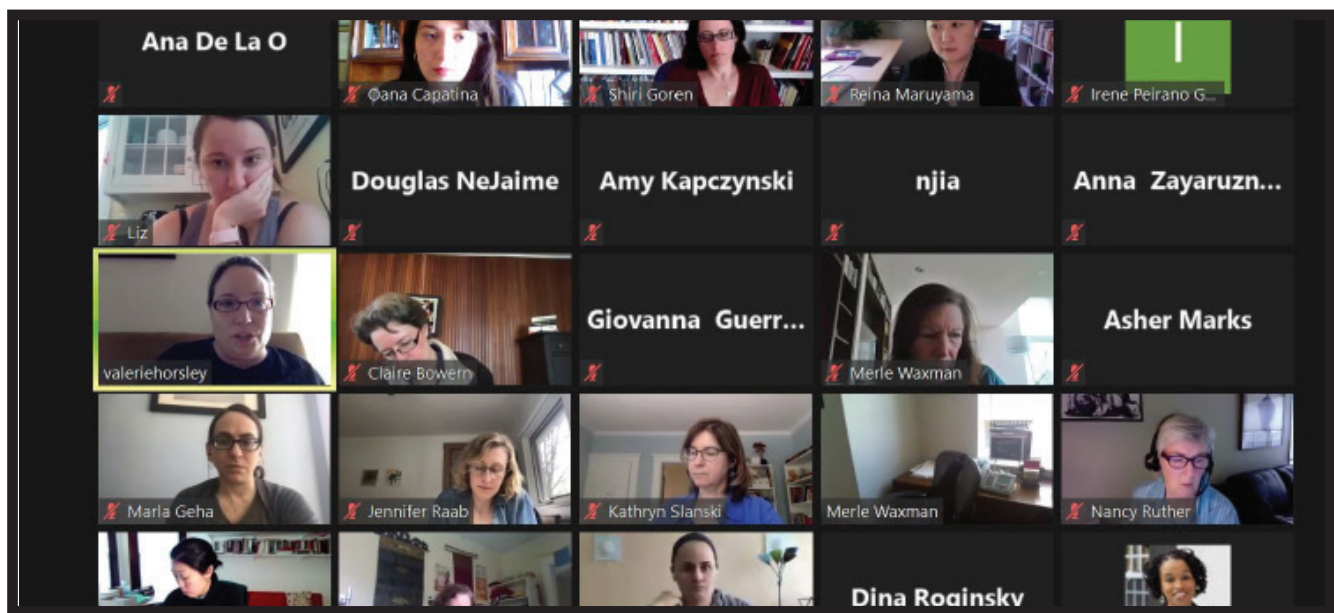 Ana De La O
Oana Capatina
Shiri Goren
Reina Maruyama
Irene Peirano G...
Liz
Douglas NeJaime
Amy Kapczynski
njia
Anna Zayaruzn...
valeriehorsley
Claire Bowern
Giovanna Guerr...
Merle Waxman
Asher Marks
Marla Geha
Jennifer Raab
Kathryn Slanski
Merle Waxman
Nancy Ruther
Dina Roginsky